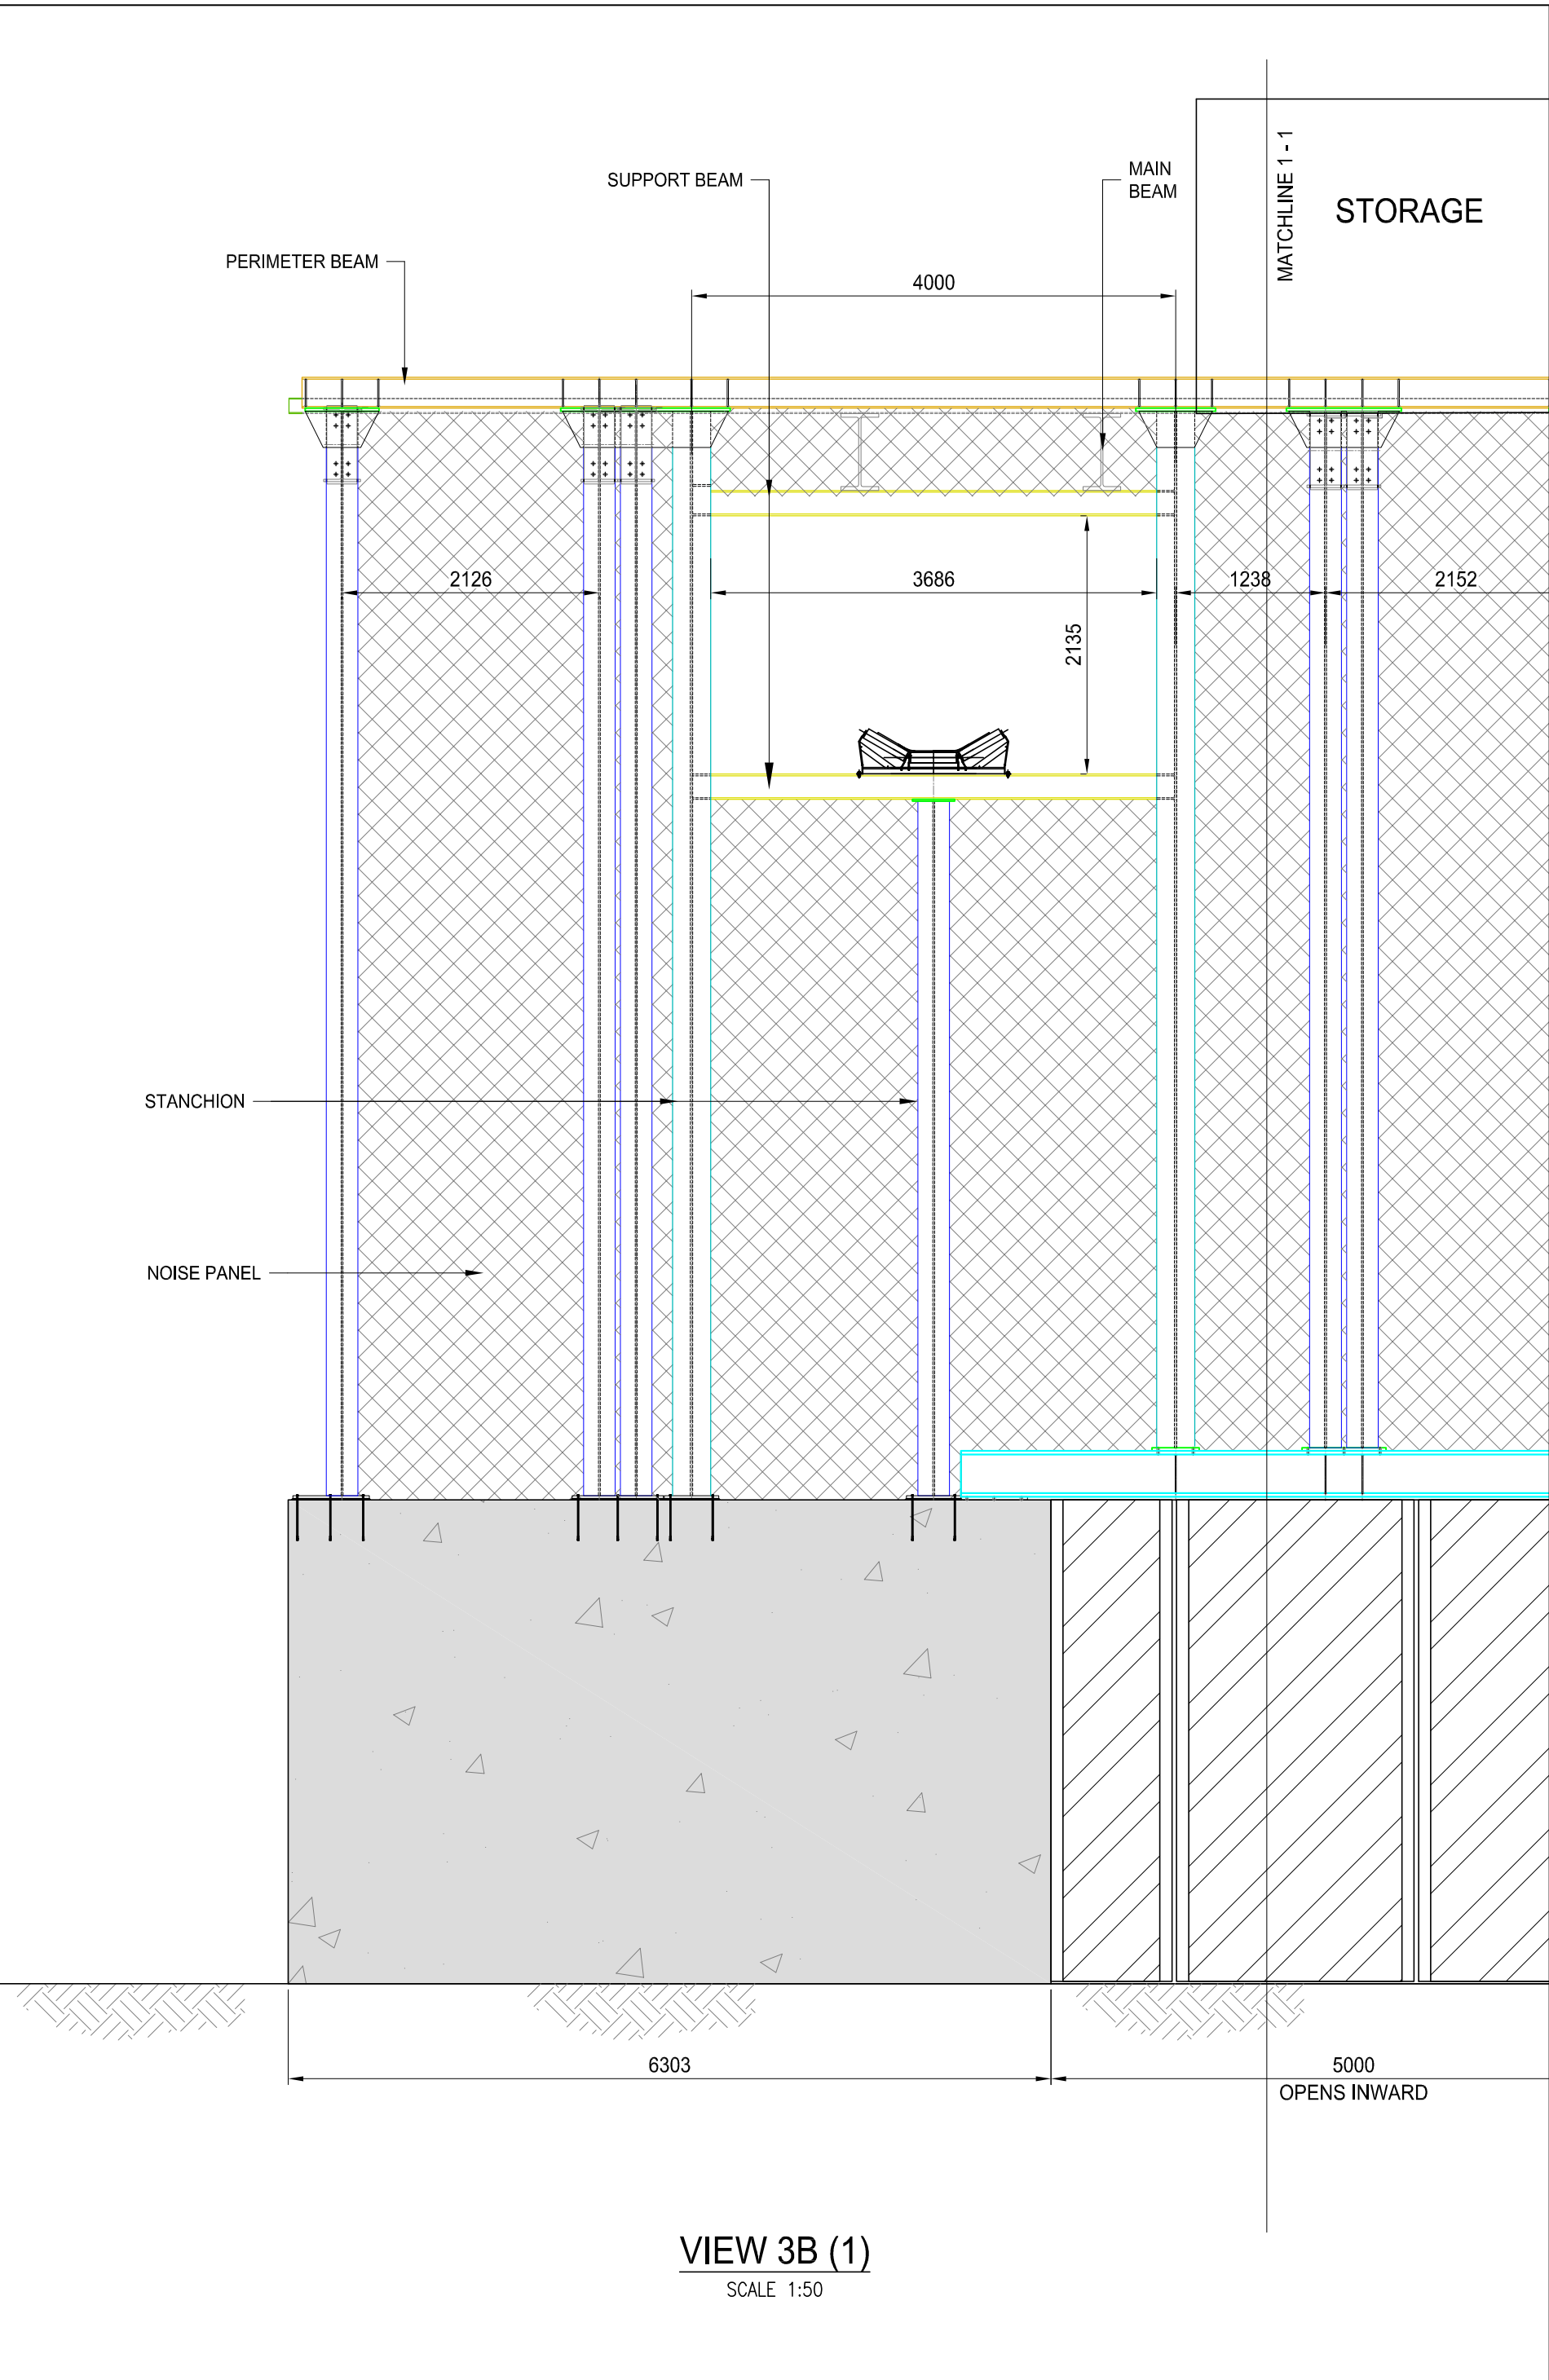 MATCHLINE 1 - 1
SUPPORT BEAM
MAIN
BEAM
STORAGE
PERIMETER BEAM
4000
2126
3686
1238
2152
2135
STANCHION
NOISE PANEL
6303
5000
OPENS INWARD
VIEW 3B (1)
SCALE 1:50